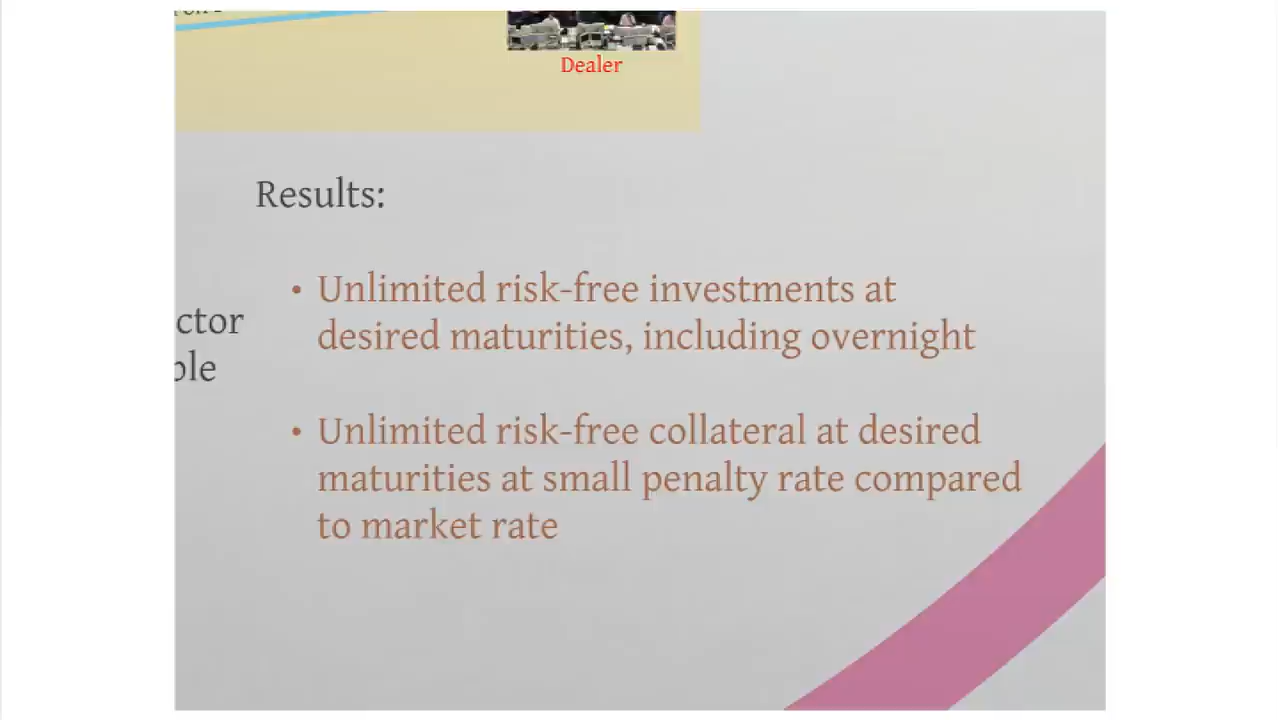 Dealer
Results:
• Unlimited risk-free investments at
desired maturities, including overnight
• Unlimited risk-free collateral at desired
maturities at small penalty rate compared
to market rate
ctor